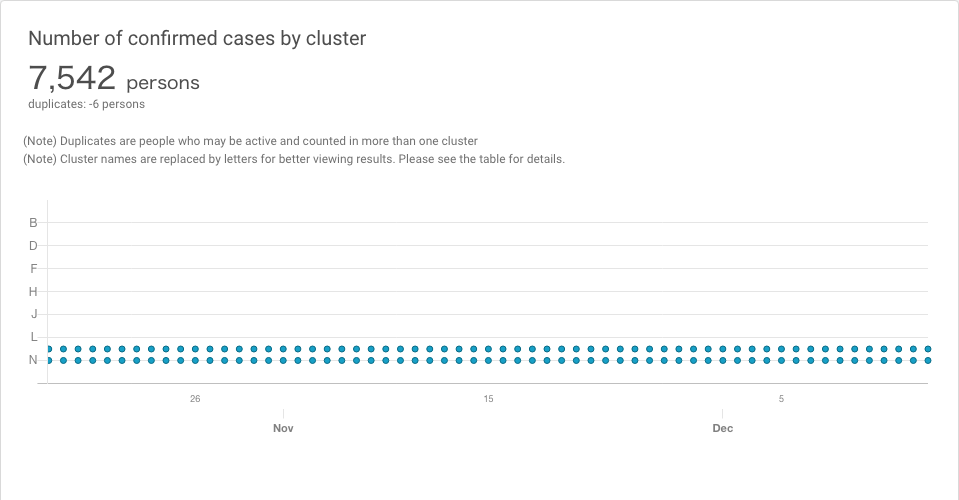 Number of confirmed cases by cluster
7,542 persons
duplicates: -6 persons
(Note) Duplicates are people who may be active and counted in more than one cluster
(Note) Cluster names are replaced by letters for better viewing results. Please see the table for details.
B
D
F
H
J
L
N
26 15 5
Nov Dec